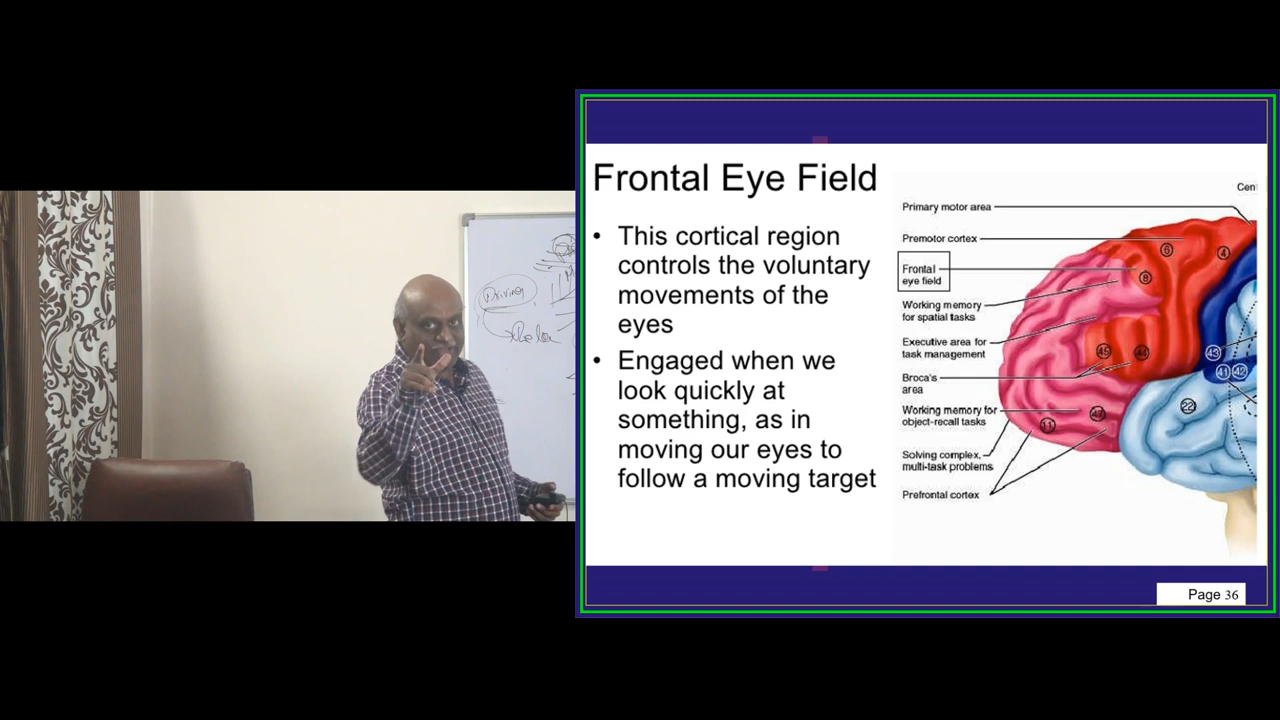 Driving
Frontal Eye Field
• This cortical region
controls the voluntary
movements of the
eyes
• Engaged when we
look quickly at
something, as in
moving our eyes to
follow a moving target
Cen
Primary motor area
Premotor cortex
Frontal
eye field
Working memory
for spatial tasks
Executive area for
task management
Broca's
area
Working memory for
object-recall tasks
Solving complex,
multi-task problems
Prefrontal cortex
6
4
8
45
44
43
41
42
22
47
11
Page 36